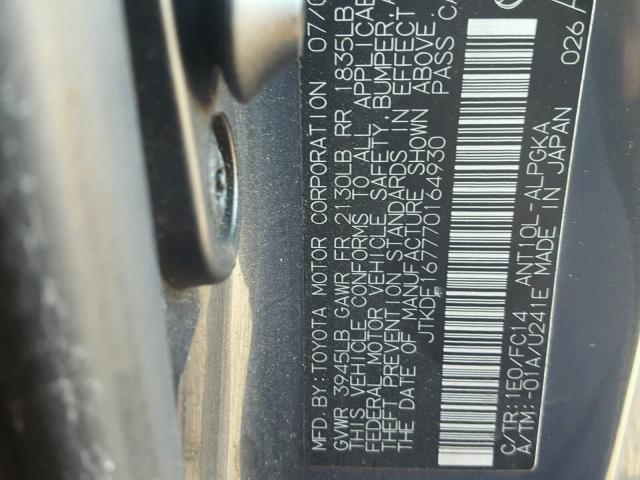 MFD. BY: TOYOTA MOTOR CORPORATION 07/0
GVWR 3945LB GAWR FR 2130LB RR 1835LB
THIS VEHICLE CONFORMS TO ALL APPLICAB
FEDERAL MOTOR VEHICLE SAFETY, BUMPER, A
THEFT PREVENTION STANDARDS IN EFFECT
THE DATE OF MANUFACTURE SHOWN ABOVE.
JTKDE167770164930 PASS CA
C/TR: 1E0/FC14 ANT10L-ALPGKA 026
A/TM: -01A/U241E MADE IN JAPAN